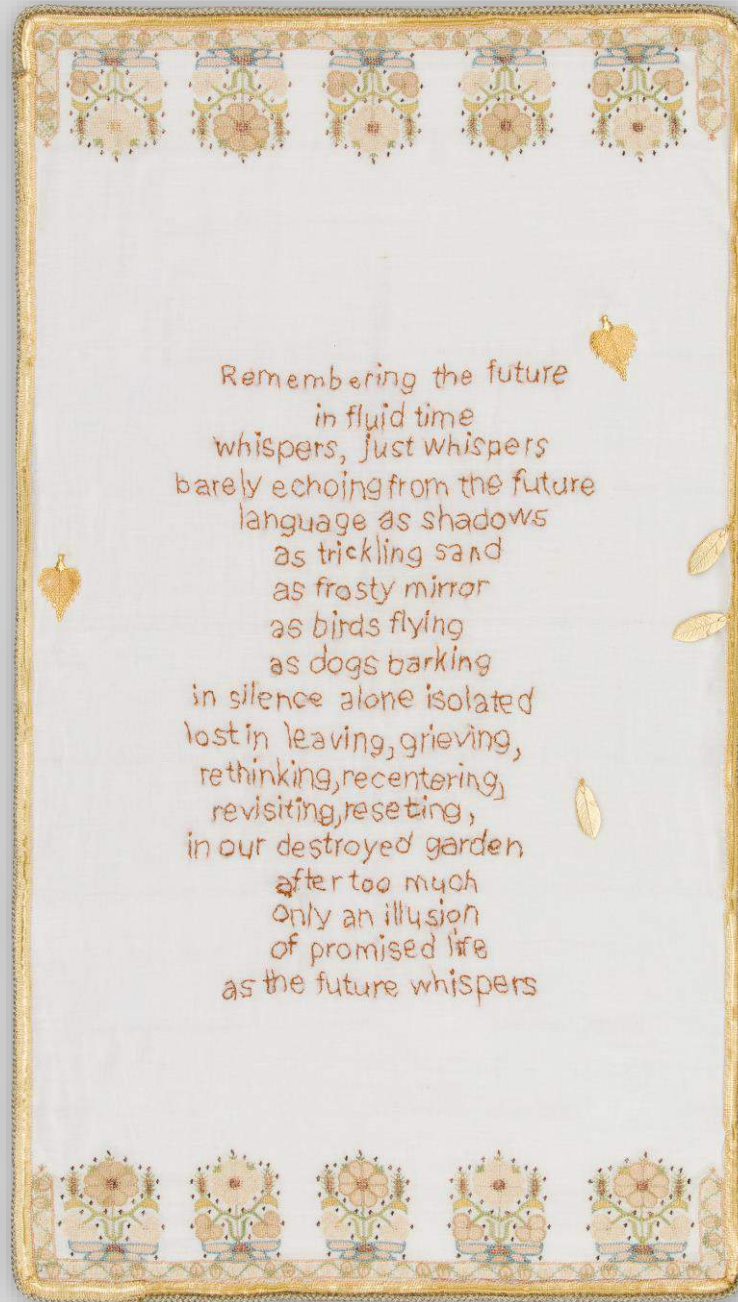 Remembering the future
in fluid time
whispers, just whispers
barely echoing from the future
language as shadows
as trickling sand
as frosty mirror
as birds flying
as dogs barking
in silence alone isolated
lost in leaving, grieving,
rethinking, recentering,
revisiting, reseting,
in our destroyed garden
after too much
only an illusion
of promised life
as the future whispers